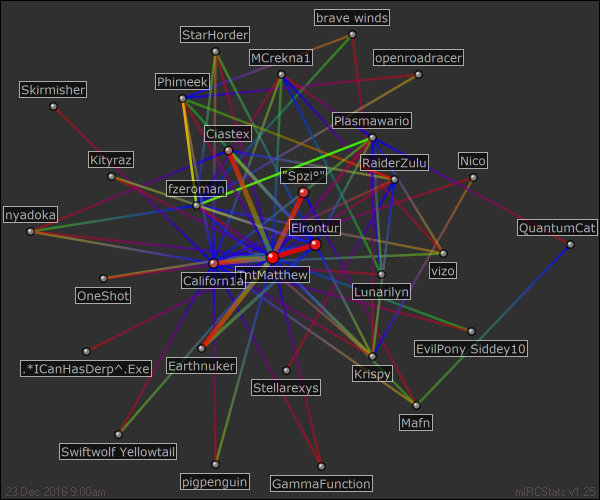 brave winds
StarHorder
MCrekna1
openroadracer
Phimeek
Skirmisher
Plasmawario
Ciastex
RaiderZulu
Kityraz
Nico
"Spzi°"
fzeroman
nyadoka
Elrontur
QuantumCat
TntMatthew
vizo
Californ1a
Lunarilyn
OneShot
EvilPony Siddey10
.*ICanHasDerp^.Exe
Earthnuker
Krispy
Stellarexys
Mafn
Swiftwolf Yellowtail
pigpenguin
GammaFunction
23 Dec 2016 9:00am
mIRCStats v1.25